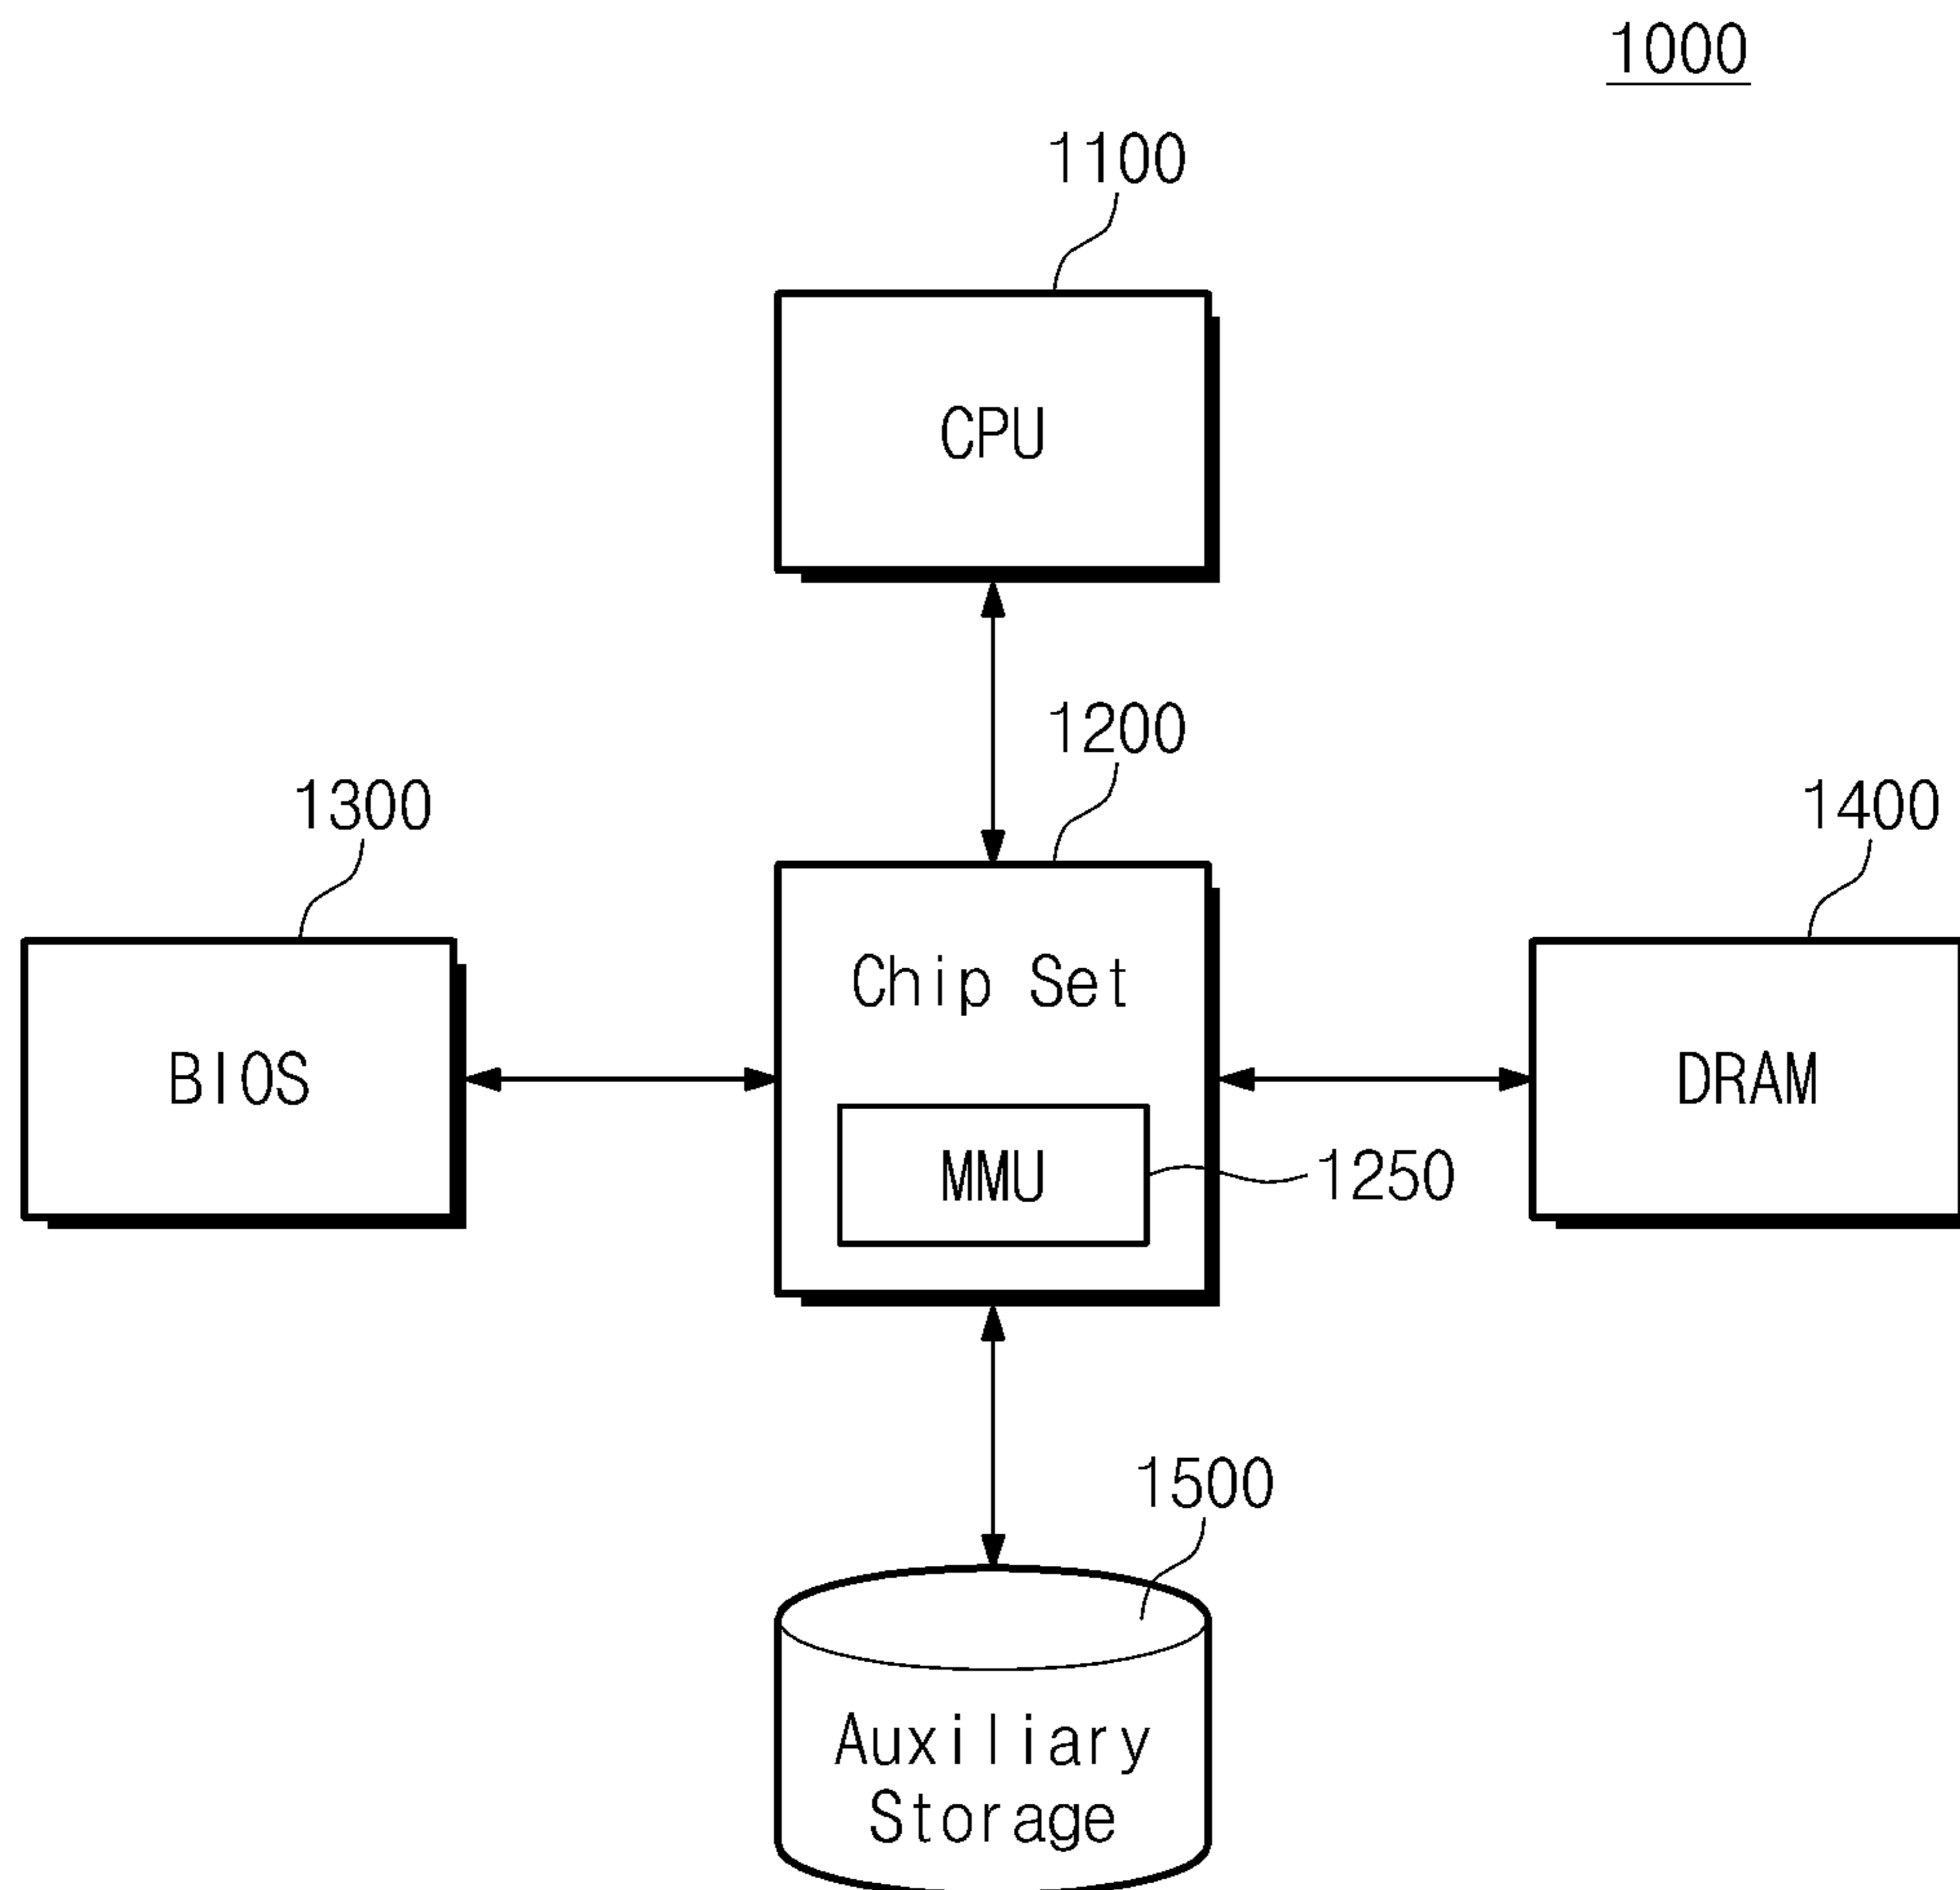 1000
1100
CPU
1200
1300
1400
Chip Set
BIOS
DRAM
MMU
1250
1500
Auxiliary
Storage